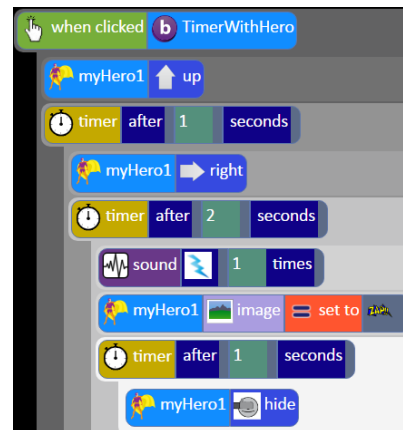 when clicked b TimerWithHero
myHero1 up
timer after 1 seconds
myHero1 right
timer after 2 seconds
sound 1 times
myHero1 image = set to
timer after 1 seconds
myHero1 hide